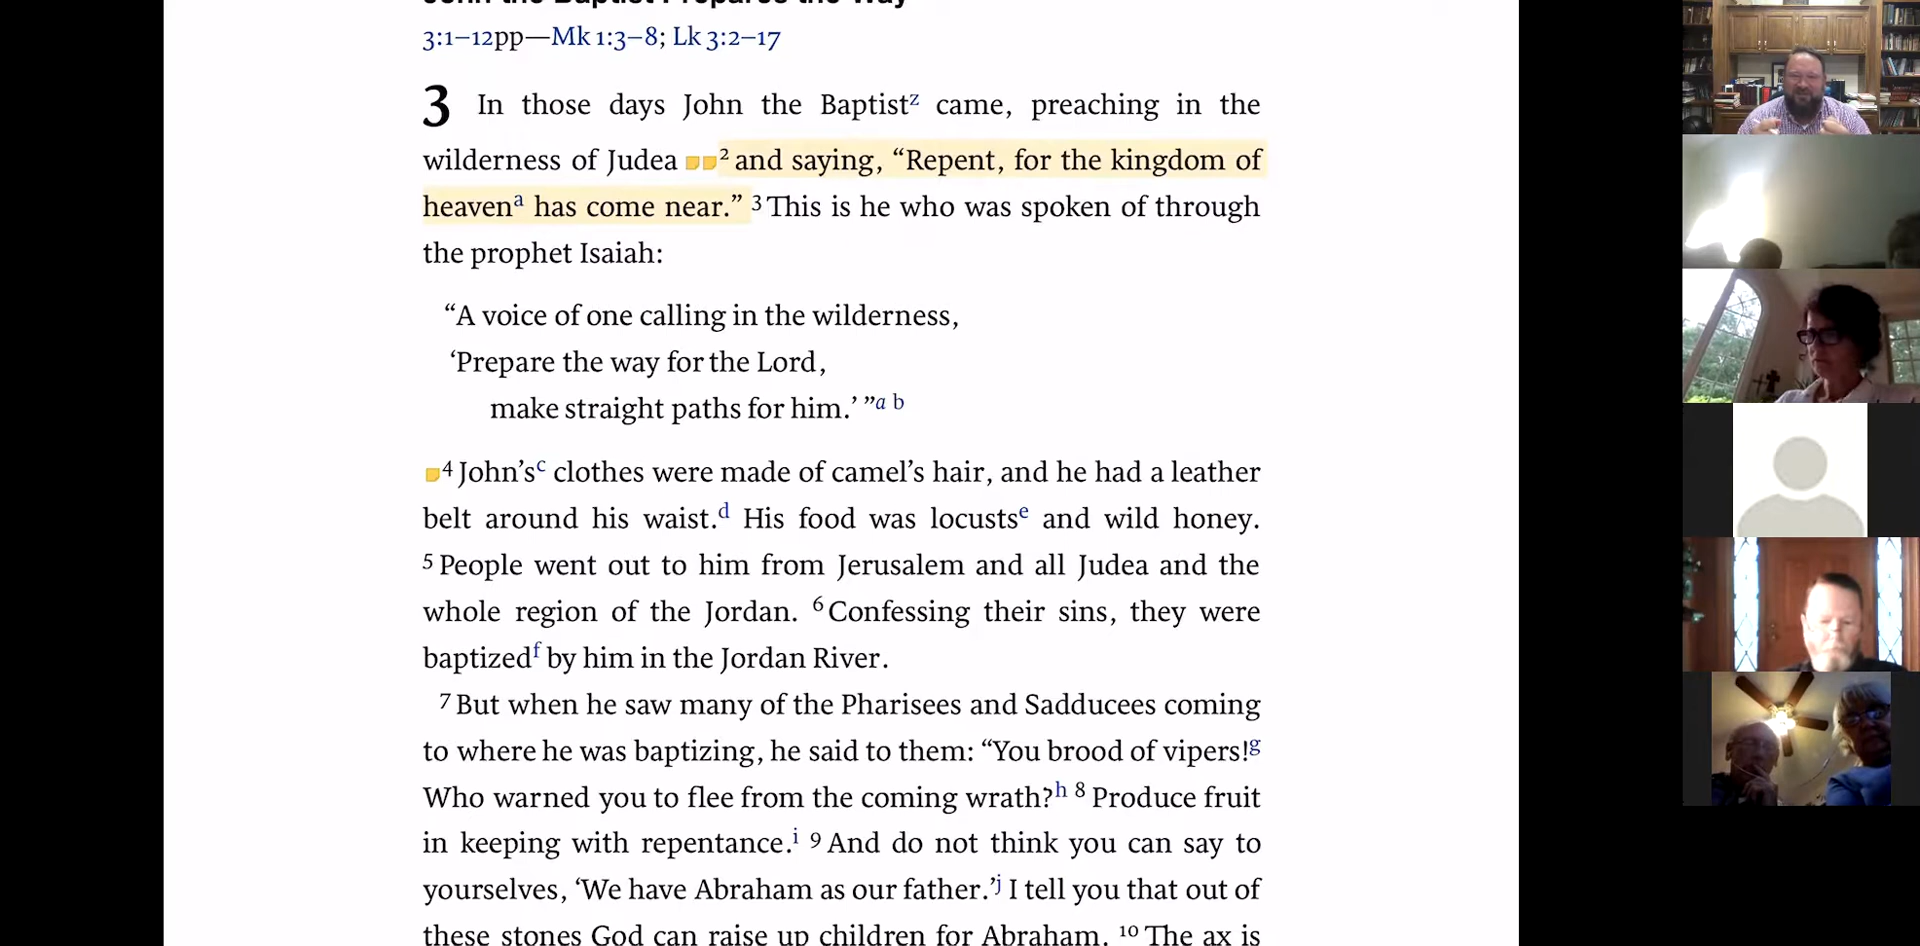 John the Baptist Prepares the Way
3:1–12pp—Mk 1:3–8; Lk 3:2–17
3 In those days John the Baptistz came, preaching in the
wilderness of Judea 2 and saying, “Repent, for the kingdom of
heavena has come near.” 3 This is he who was spoken of through
the prophet Isaiah:
“A voice of one calling in the wilderness,
‘Prepare the way for the Lord,
make straight paths for him.’ ”a b
4 John’sc clothes were made of camel’s hair, and he had a leather
belt around his waist.d His food was locustse and wild honey.
5 People went out to him from Jerusalem and all Judea and the
whole region of the Jordan. 6 Confessing their sins, they were
baptizedf by him in the Jordan River.
7 But when he saw many of the Pharisees and Sadducees coming
to where he was baptizing, he said to them: “You brood of vipers!g
Who warned you to flee from the coming wrath?h 8 Produce fruit
in keeping with repentance.i 9 And do not think you can say to
yourselves, ‘We have Abraham as our father.’j I tell you that out of
these stones God can raise up children for Abraham. 10 The ax is